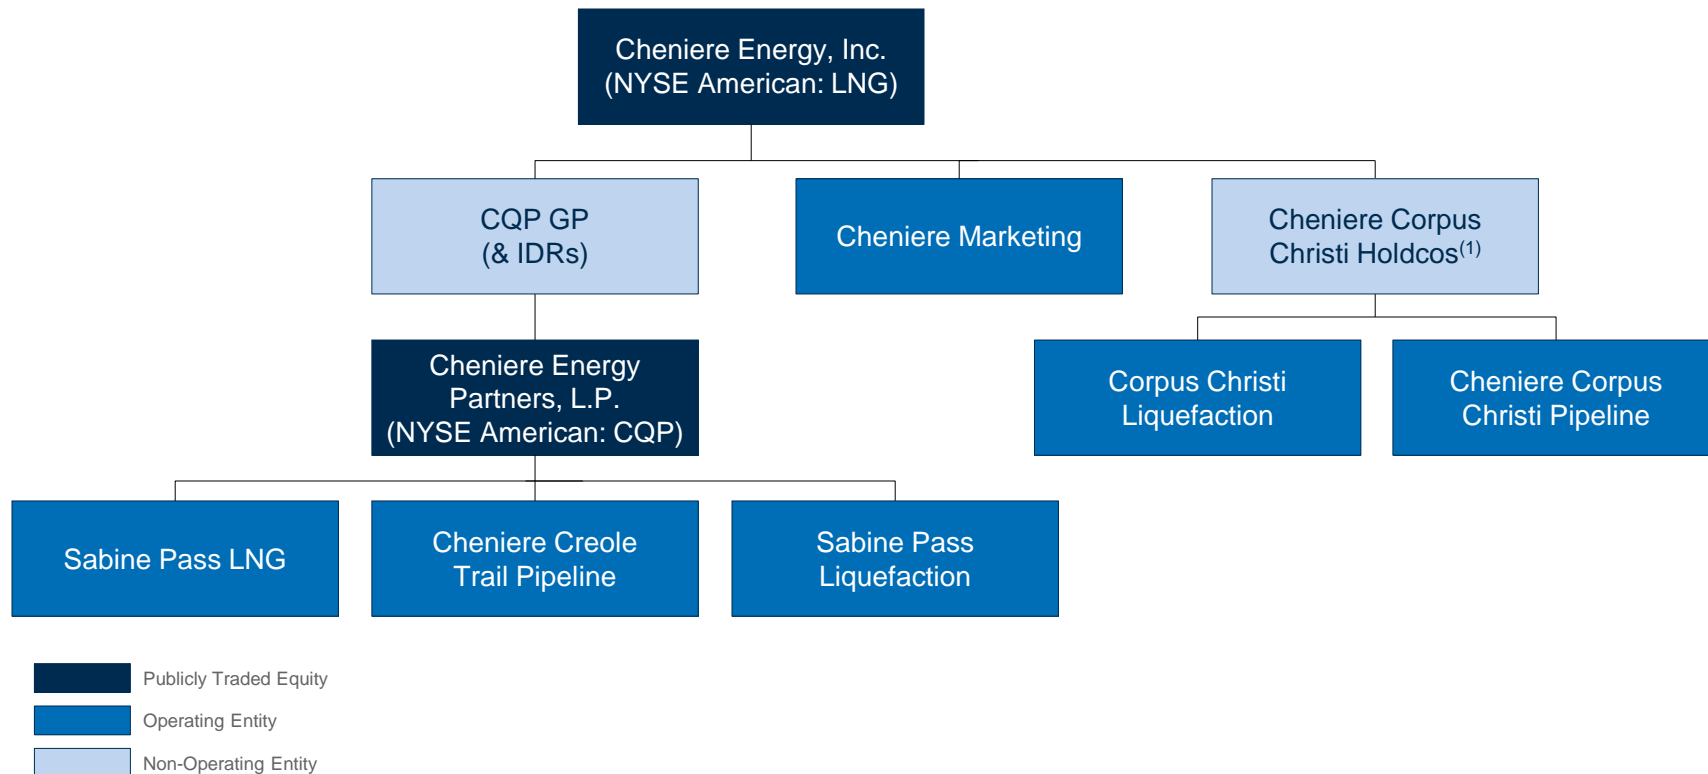 Cheniere Energy, Inc.
(NYSE American: LNG)
CQP GP
(& IDRs)
Cheniere Marketing
Cheniere Corpus
Christi Holdcos(1)
Cheniere Energy
Partners, L.P.
(NYSE American: CQP)
Corpus Christi
Liquefaction
Cheniere Corpus
Christi Pipeline
Sabine Pass LNG
Cheniere Creole
Trail Pipeline
Sabine Pass
Liquefaction
Publicly Traded Equity
Operating Entity
Non-Operating Entity